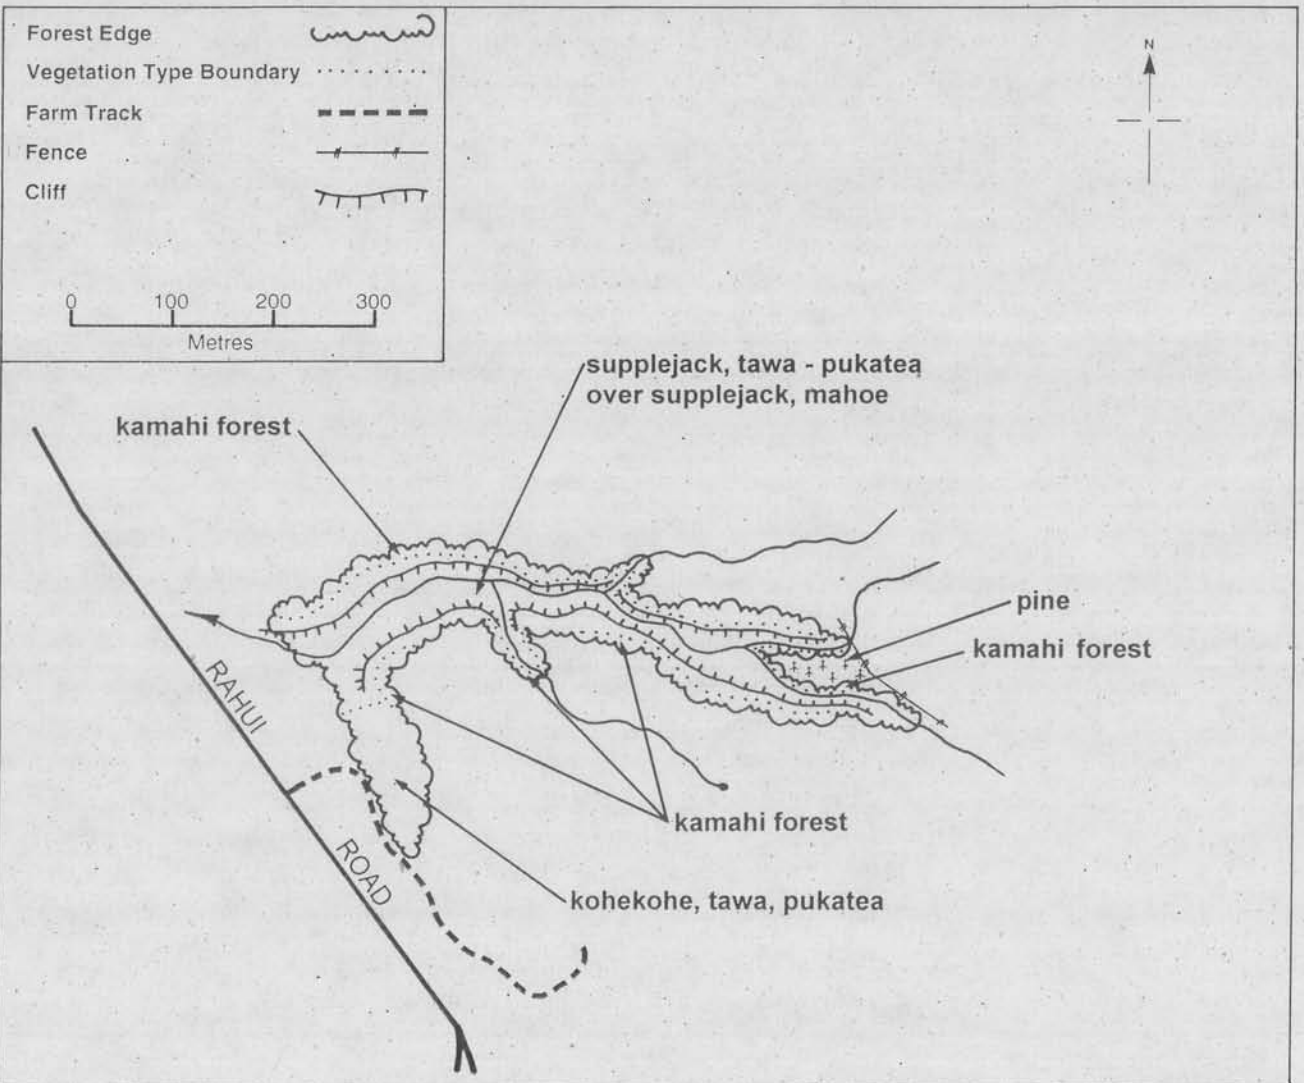 Forest Edge
Vegetation Type Boundary
Farm Track
Fence
Cliff
0 100 200 300
Metres
N
supplejack, tawa - pukatea
over supplejack, mahoe
kamahi forest
pine
kamahi forest
RAHUI
ROAD
kamahi forest
kohekohe, tawa, pukatea